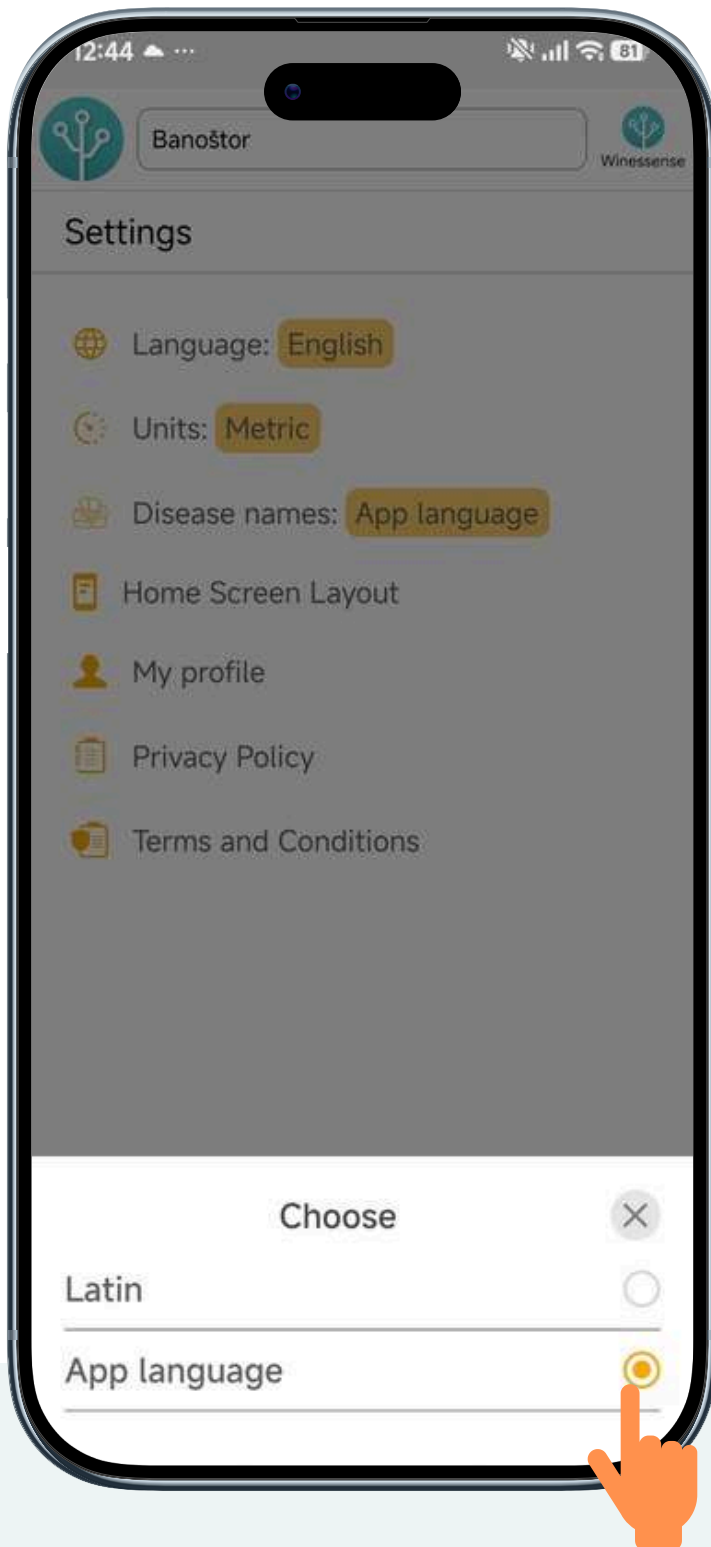 12:44 ...
81
Banoštor
Winessense
Settings
Language: English
Units: Metric
Disease names: App language
Home Screen Layout
My profile
Privacy Policy
Terms and Conditions
Choose
Latin
App language